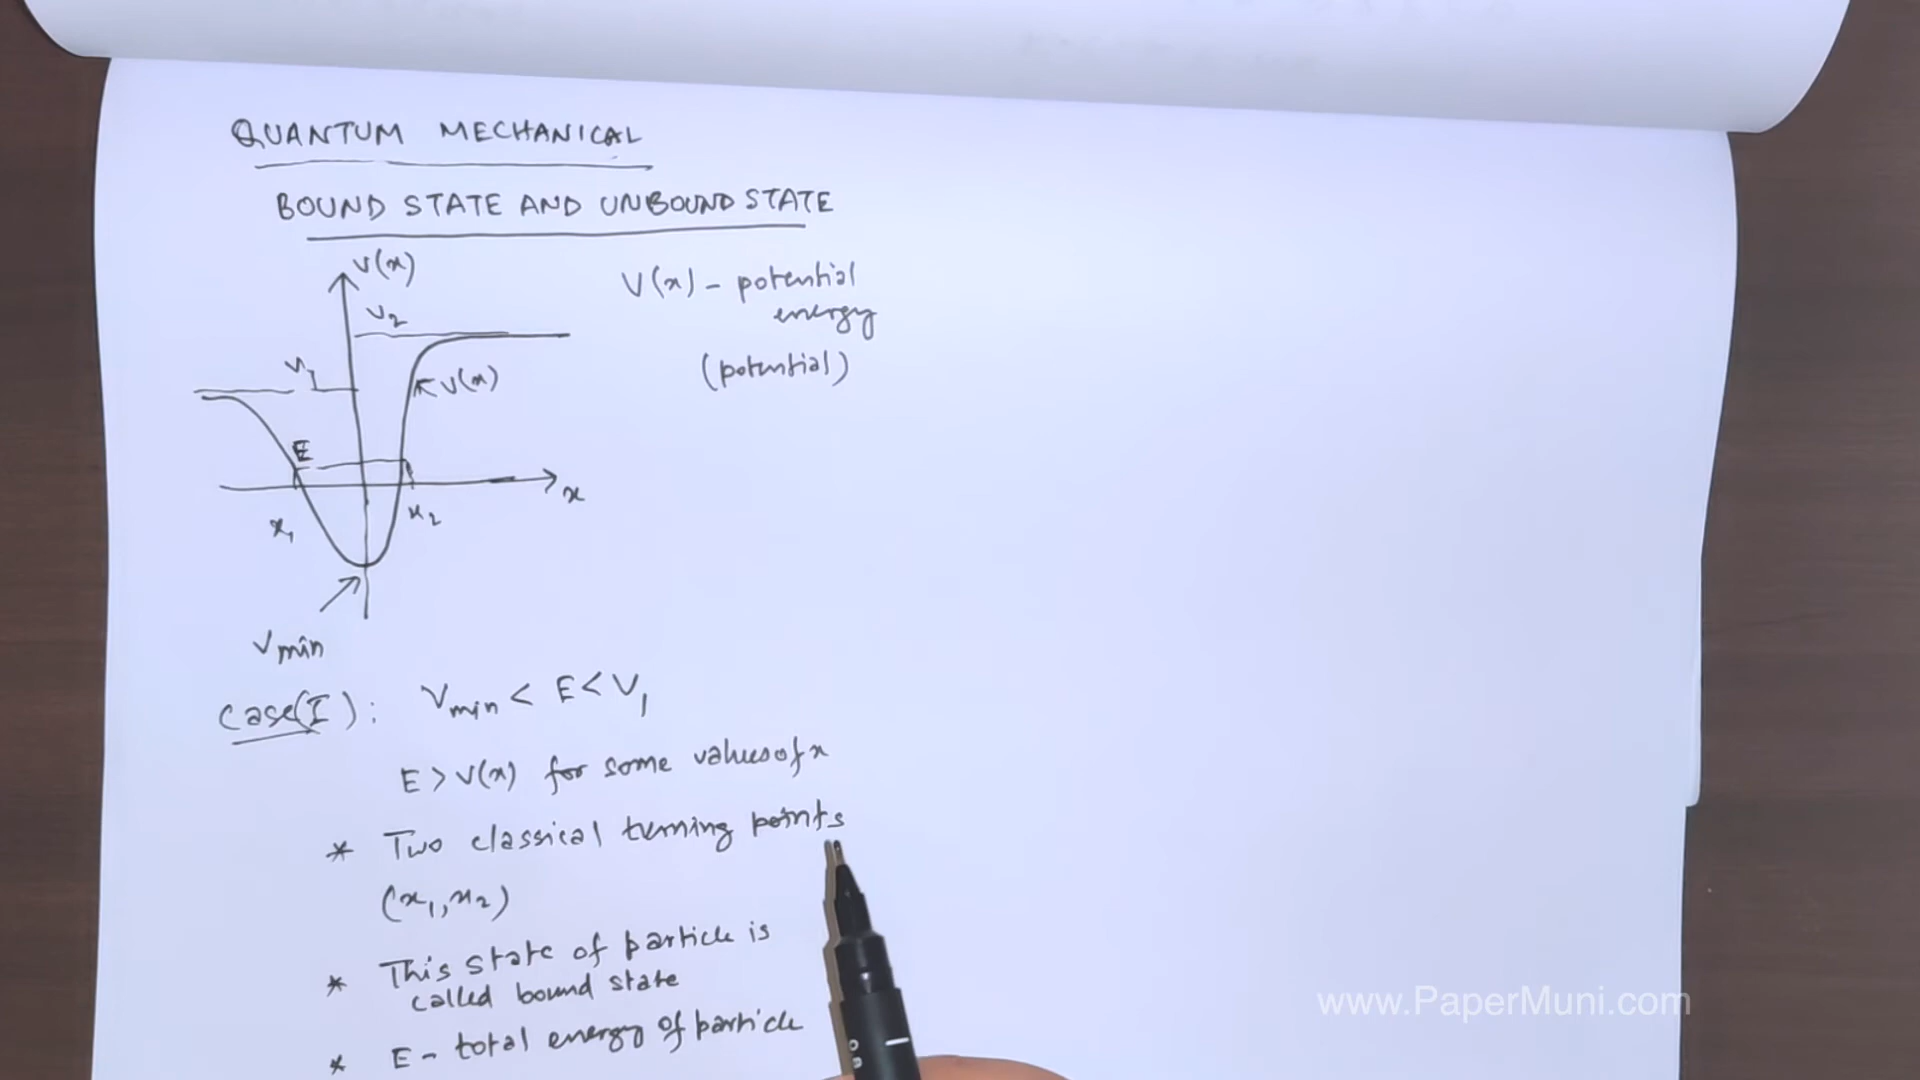 QUANTUM MECHANICAL
BOUND STATE AND UNBOUND STATE
V(x)
V2
V1
V(x)
E
x
x1
x2
Vmin
V(x) - potential
energy
(potential)
Case(I): Vmin < E < V1
E > V(x) for some values of x
* Two classical turning points
(x1, x2)
* This state of particle is
called bound state
* E - total energy of particle
www.PaperMuni.com